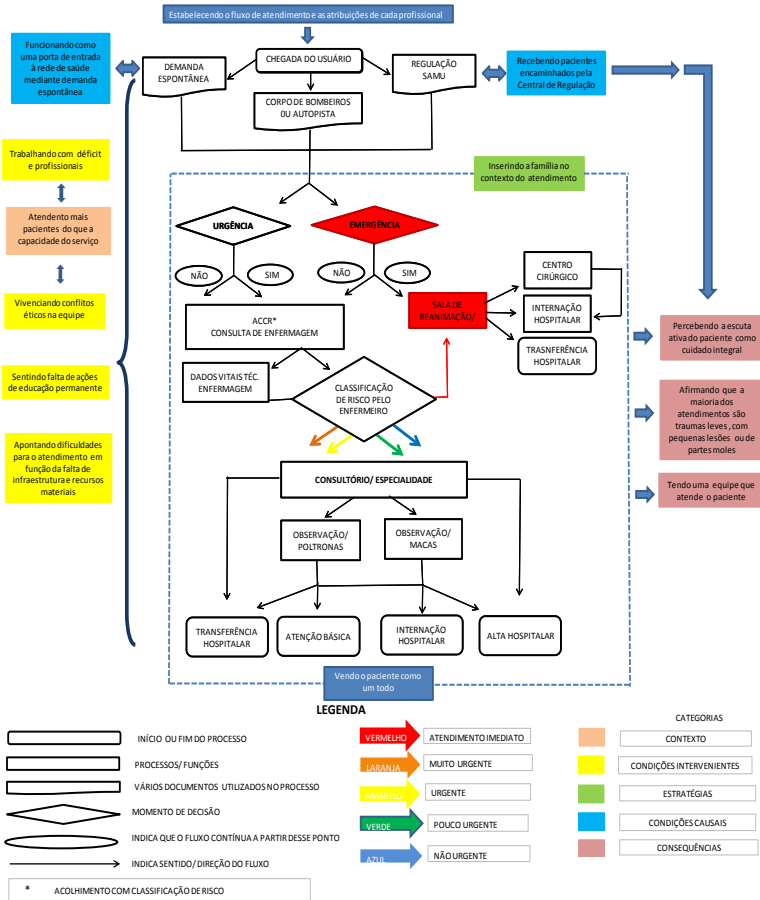 Estabelecendo o fluxo de atendimento e as atribuições de cada profissional
Funcionando como
uma porta de entrada
à rede de saúde
mediante demanda
espontânea
DEMANDA
ESPONTÂNEA
CHEGADA DO USUÁRIO
REGULAÇÃO
SAMU
Recebendo pacientes
encaminhados pela
Central de Regulação
CORPO DE BOMBEIROS
0U AUTOPISTA
Trabalhando com déficit
e profissionais
Inserindo a família no
contexto do atendimento
Atendento mais
pacientes do que a
capacidade do serviço
URGÊNCIA
EMERGÊNCIA
NÃO
SIM
NÃO
SIM
CENTRO
CIRÚRGICO
Vivenciando conflitos
éticos na equipe
SALA DE
REANIMAÇÃO/
INTERNAÇÃO
HOSPITALAR
ACCR*
CONSULTA DE ENFERMAGEM
TRASNFERÊNCIA
HOSPITALAR
Percebendo a escuta
ativa do paciente como
cuidado integral
Sentindo falta de ações
de educação permanente
DADOS VITAIS TÉC.
ENFERMAGEM
CLASSIFICAÇÃO
DE RISCO PELO
ENFERMEIRO
Afirmando que a
maioria dos
atendimentos são
traumas leves , com
pequenas lesões ou de
partes moles
Apontando dificuldades
para o atendimento em
função da falta de
infraestrutura e recursos
materiais
CONSULTÓRIO/ ESPECIALIDADE
Tendo uma equipe que
atende o paciente
OBSERVAÇÃO/
POLTRONAS
OBSERVAÇÃO/
MACAS
TRANSFERÊNCIA
HOSPITALAR
ATENÇÃO BÁSICA
INTERNAÇÃO
HOSPITALAR
ALTA HOSPITALAR
Vendo o paciente como
um todo
LEGENDA
INÍCIO OU FIM DO PROCESSO
PROCESSOS/ FUNÇÕES
VÁRIOS DOCUMENTOS UTILIZADOS NO PROCESSO
MOMENTO DE DECISÃO
INDICA QUE O FLUXO CONTÍNUA A PARTIR DESSE PONTO
INDICA SENTIDO/ DIREÇÃO DO FLUXO
* ACOLHIMENTO COM CLASSIFICAÇÃO DE RISCO
VERMELHO ATENDIMENTO IMEDIATO
LARANJA MUITO URGENTE
AMARELO URGENTE
VERDE POUCO URGENTE
AZUL NÃO URGENTE
CATEGORIAS
CONTEXTO
CONDIÇÕES INTERVENIENTES
ESTRATÉGIAS
CONDIÇÕES CAUSAIS
CONSEQUÊNCIAS